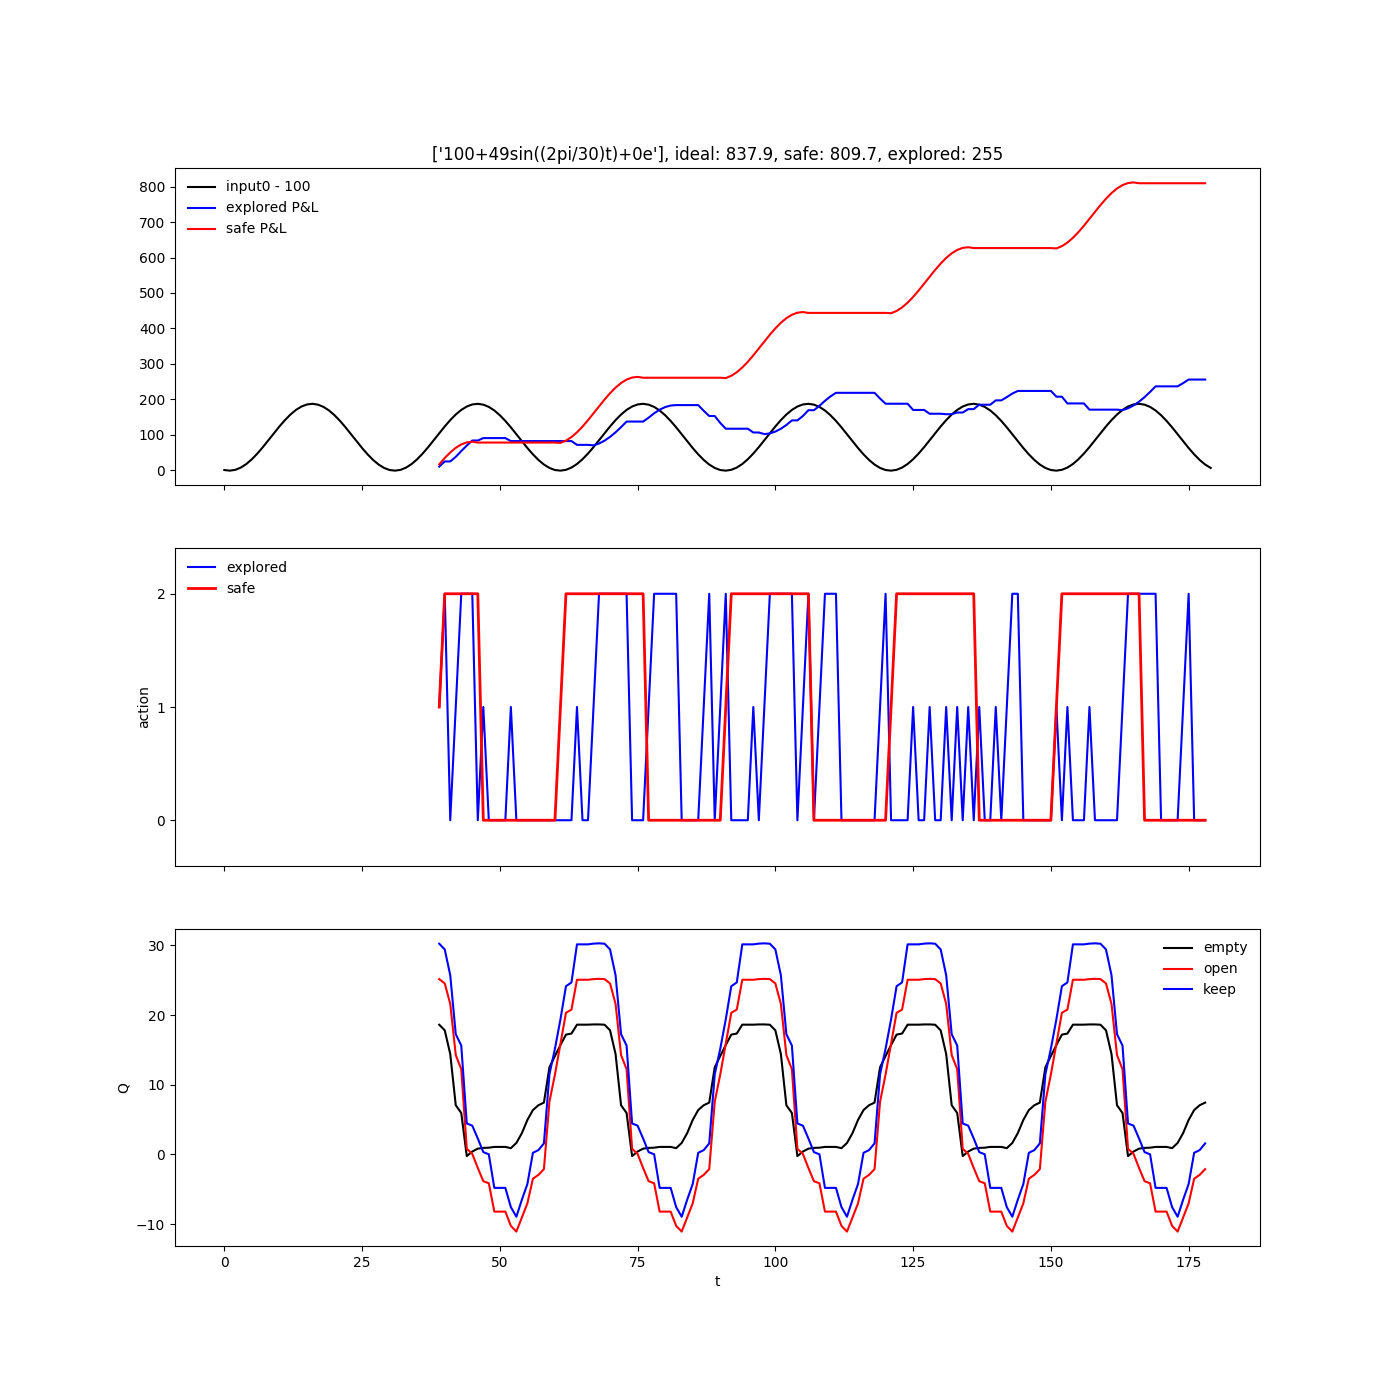 ['100+49sin((2pi/30)t)+0e'], ideal: 837.9, safe: 809.7, explored: 255
800
700
600
500
400
300
200
100
0
input0 - 100
explored P&L
safe P&L
action
2
1
0
explored
safe
Q
30
20
10
0
−10
empty
open
keep
0 25 50 75 100 125 150 175
t